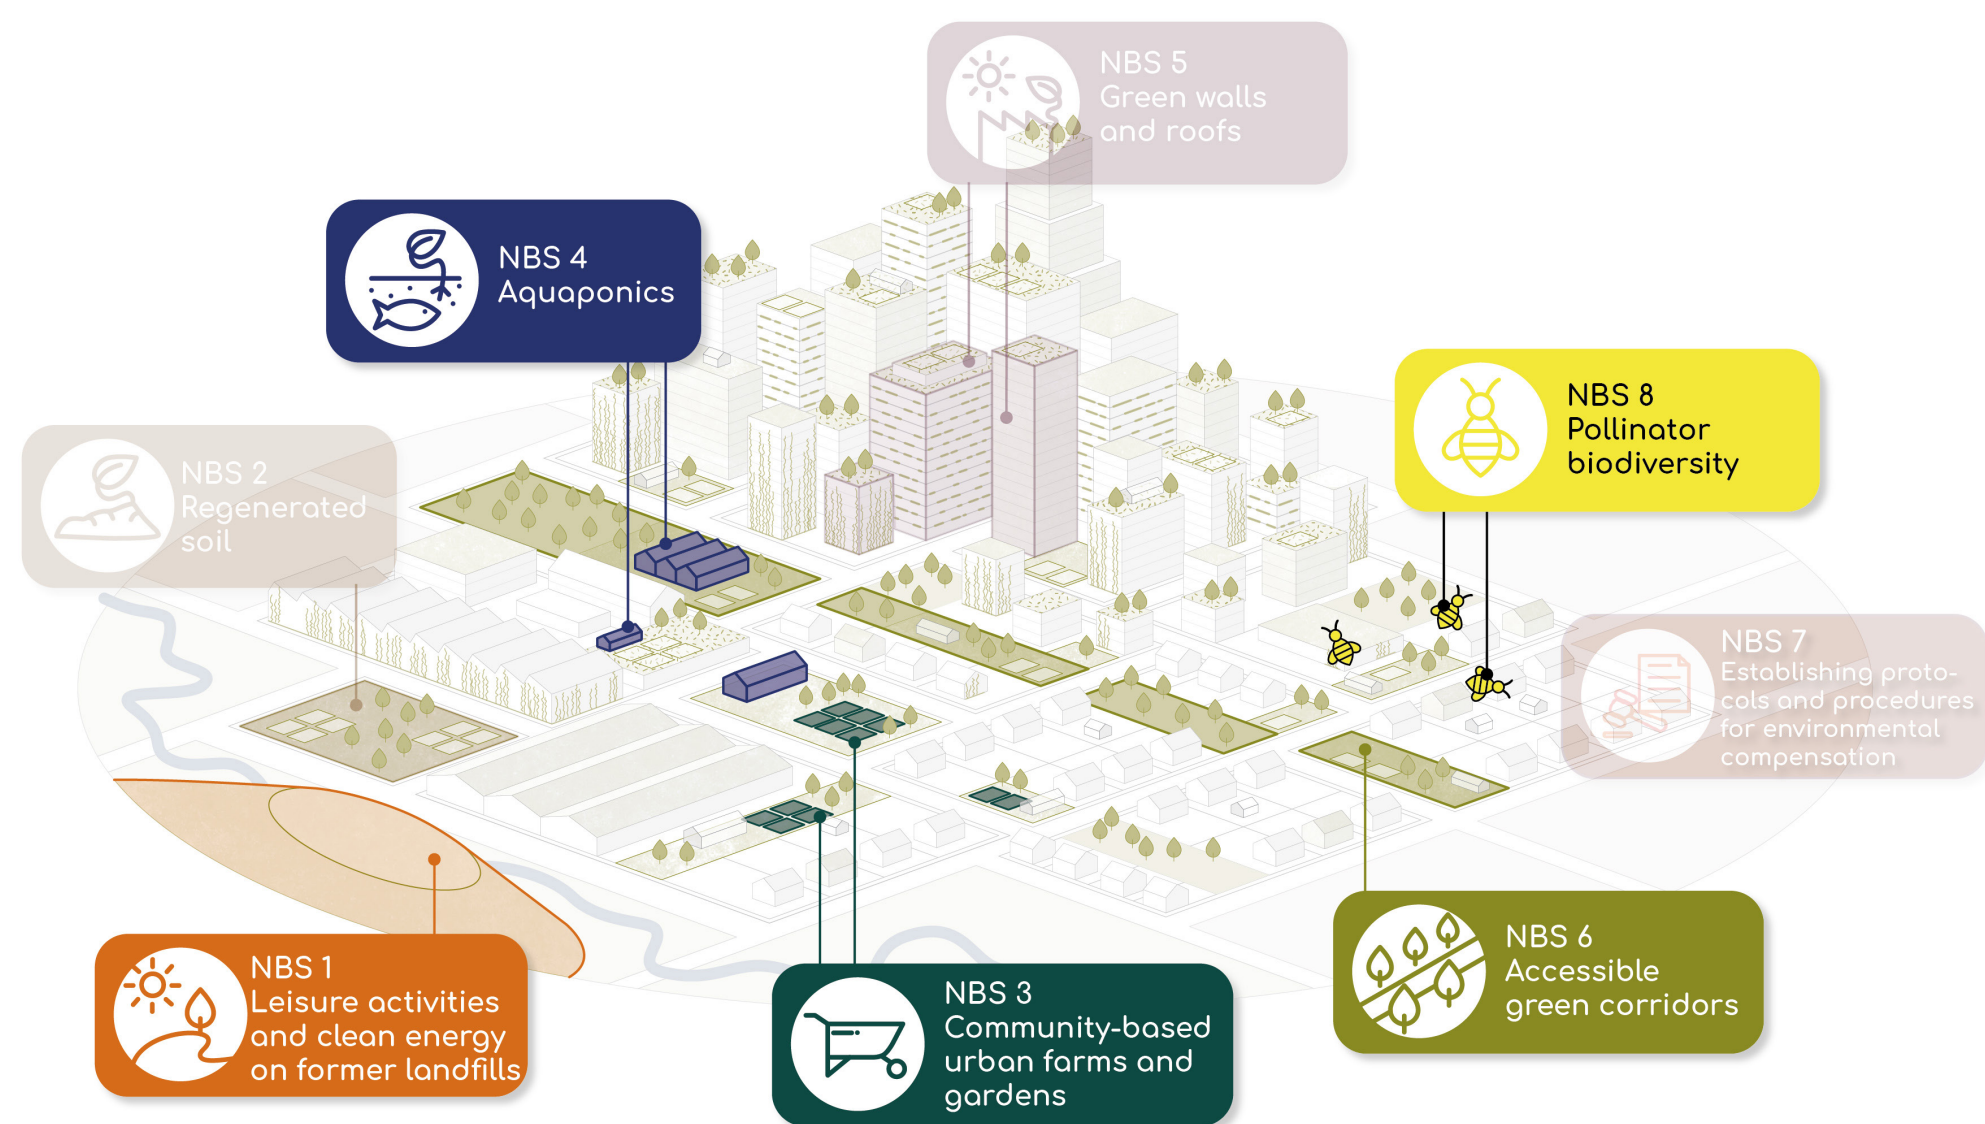 NBS 5
Green walls
and roofs
NBS 4
Aquaponics
NBS 8
Pollinator
biodiversity
NBS 2
Regenerated
soil
NBS 7
Establishing proto-
cols and procedures
for environmental
compensation
NBS 6
Accessible
green corridors
NBS 1
Leisure activities
and clean energy
on former landfills
NBS 3
Community-based
urban farms and
gardens